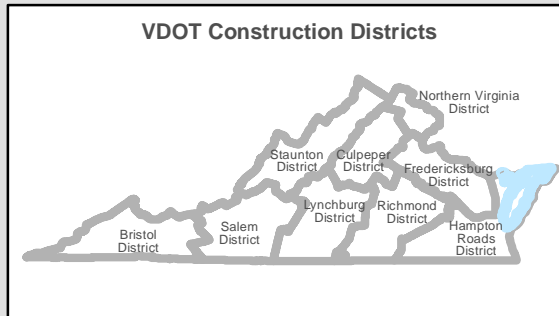 VDOT Construction Districts
Northern Virginia
District
Staunton
District
Culpeper
District
Fredericksburg
District
Bristol
District
Salem
District
Lynchburg
District
Richmond
District
Hampton
Roads
District